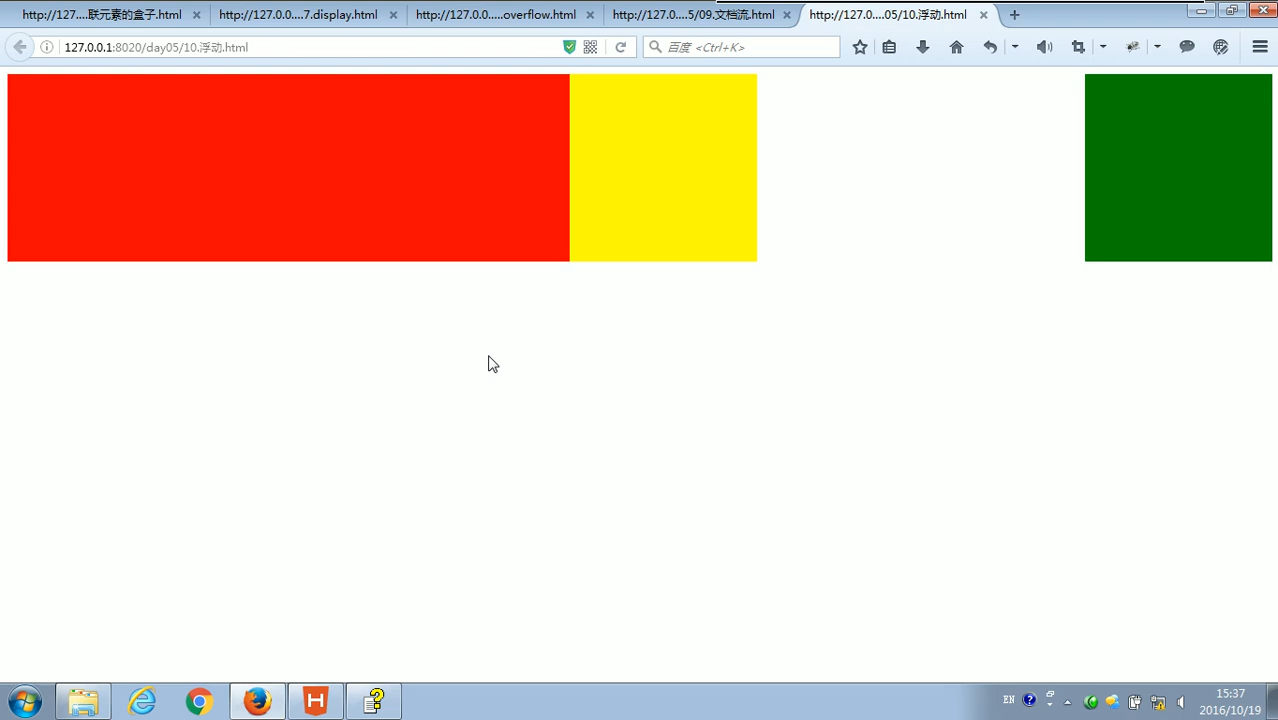 http://127....联元素的盒子.html
http://127.0.0....7.display.html
http://127.0.0.....overflow.html
http://127.0....5/09.文档流.html
http://127.0....05/10.浮动.html
127.0.0.1:8020/day05/10.浮动.html
百度 <Ctrl+K>
EN
15:37
2016/10/19